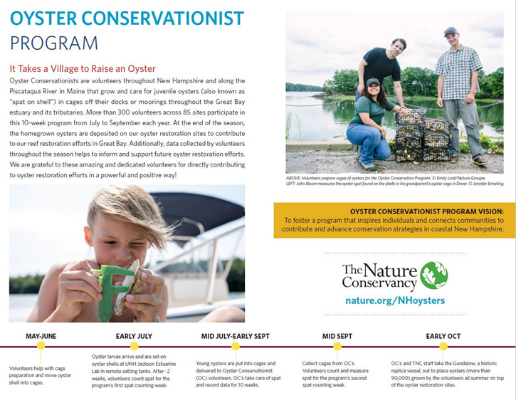 OYSTER CONSERVATIONIST
PROGRAM
It Takes a Village to Raise an Oyster
Oyster Conservationists are volunteers throughout New Hampshire and along the
Piscataqua River in Maine that grow and care for juvenile oysters (also known as
"spat on shell") in cages off their docks or moorings throughout the Great Bay
estuary and its tributaries. More than 300 volunteers across 85 sites participate in
this 10-week program from July to September each year. At the end of the season,
the homegrown oysters are deposited on our oyster restoration sites to contribute
to our reef restoration efforts in Great Bay. Additionally, data collected by volunteers
throughout the season helps to inform and support future oyster restoration efforts.
We are grateful to these amazing and dedicated volunteers for directly contributing
to oyster restoration efforts in a powerful and positive way!
ABOVE: Volunteers prepare cages of oysters for the Oyster Conservation Program. © Emily Lord/Nature Groupie
LEFT: John Bloom measures the oyster spat found on the shells in his grandparent's oyster cage in Dover. © Jennifer Emerling
OYSTER CONSERVATIONIST PROGRAM VISION:
To foster a program that inspires individuals and connects communities to
contribute and advance conservation strategies in coastal New Hampshire.
The Nature
Conservancy
nature.org/NHoysters
MAY-JUNE
Volunteers help with cage
preparation and move oyster
shell into cages.
EARLY JULY
Oyster larvae arrive and are set on
oyster shells at UNH Jackson Estuarine
Lab in remote setting tanks. After ~2
weeks, volunteers count spat for the
program's first spat counting week.
MID JULY-EARLY SEPT
Young oysters are put into cages and
delivered to Oyster Conservationist
(OC) volunteers. OC's take care of spat
and record data for 10 weeks.
MID SEPT
Collect cages from OC's.
Volunteers count and measure
spat for the program's second
spat counting week.
EARLY OCT
OC's and TNC staff take the Gundalow, a historic
replica vessel, out to place oysters (more than
90,000) grown by the volunteers all summer on top
of the oyster restoration sites.